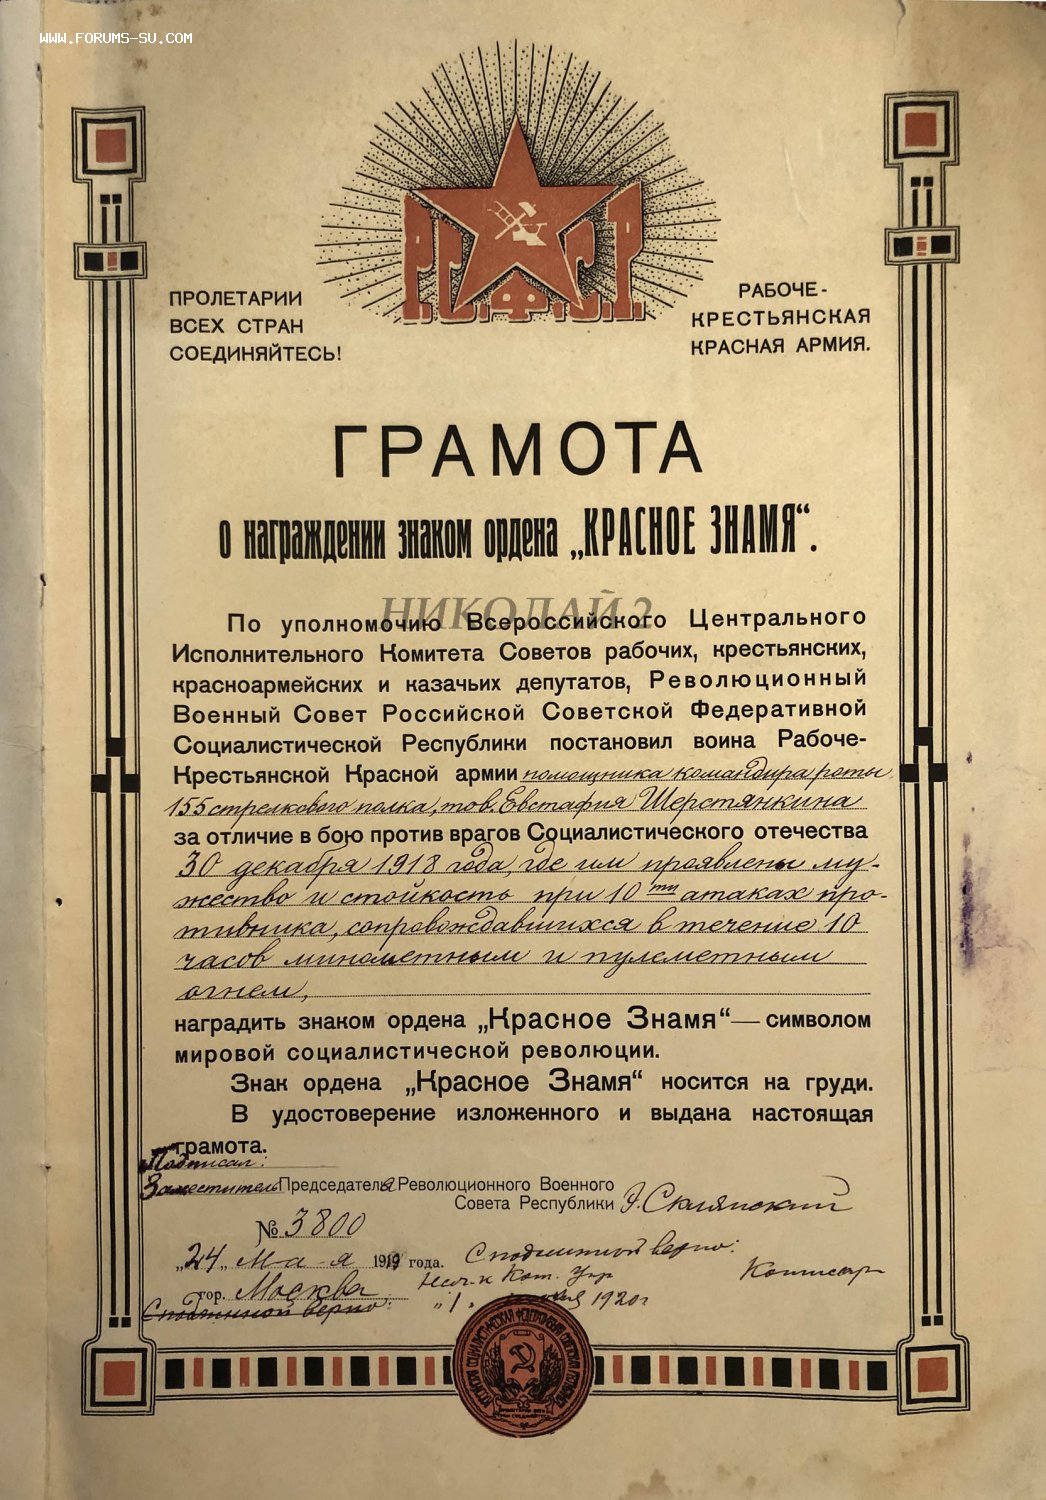 WWW.FORUMS-SU.COM
Р.С.Ф.С.Р.
ПРОЛЕТАРИИ
ВСЕХ СТРАН
СОЕДИНЯЙТЕСЬ!
РАБОЧЕ-
КРЕСТЬЯНСКАЯ
КРАСНАЯ АРМИЯ.
ГРАМОТА
о награждении знаком ордена „КРАСНОЕ ЗНАМЯ“.
НИКОЛАЙ 2
По уполномочию Всероссийского Центрального
Исполнительного Комитета Советов рабочих, крестьянских,
красноармейских и казачьих депутатов, Революционный
Военный Совет Российской Советской Федеративной
Социалистической Республики постановил воина Рабоче-
Крестьянской Красной армии помощника командира роты
155 стрелкового полка, тов. Евстафия Шерстянкина
за отличие в бою против врагов Социалистического отечества
30 декабря 1918 года, где им проявлены му-
жество и стойкость при 10ти атаках про-
тивника, сопровождавшихся в течение 10
часов минометным и пулеметным
огнем,
наградить знаком ордена „Красное Знамя“ — символом
мировой социалистической революции.
Знак ордена „Красное Знамя“ носится на груди.
В удостоверение изложенного и выдана настоящая
грамота.
Подписал:
Заместитель Председателя Революционного Военного
Совета Республики Э. Склянский
№ 3800
„24„ Мая 1919 года.
гор. Москва
С подлинной верно:
С подлинной верно:
Комиссар
1920г